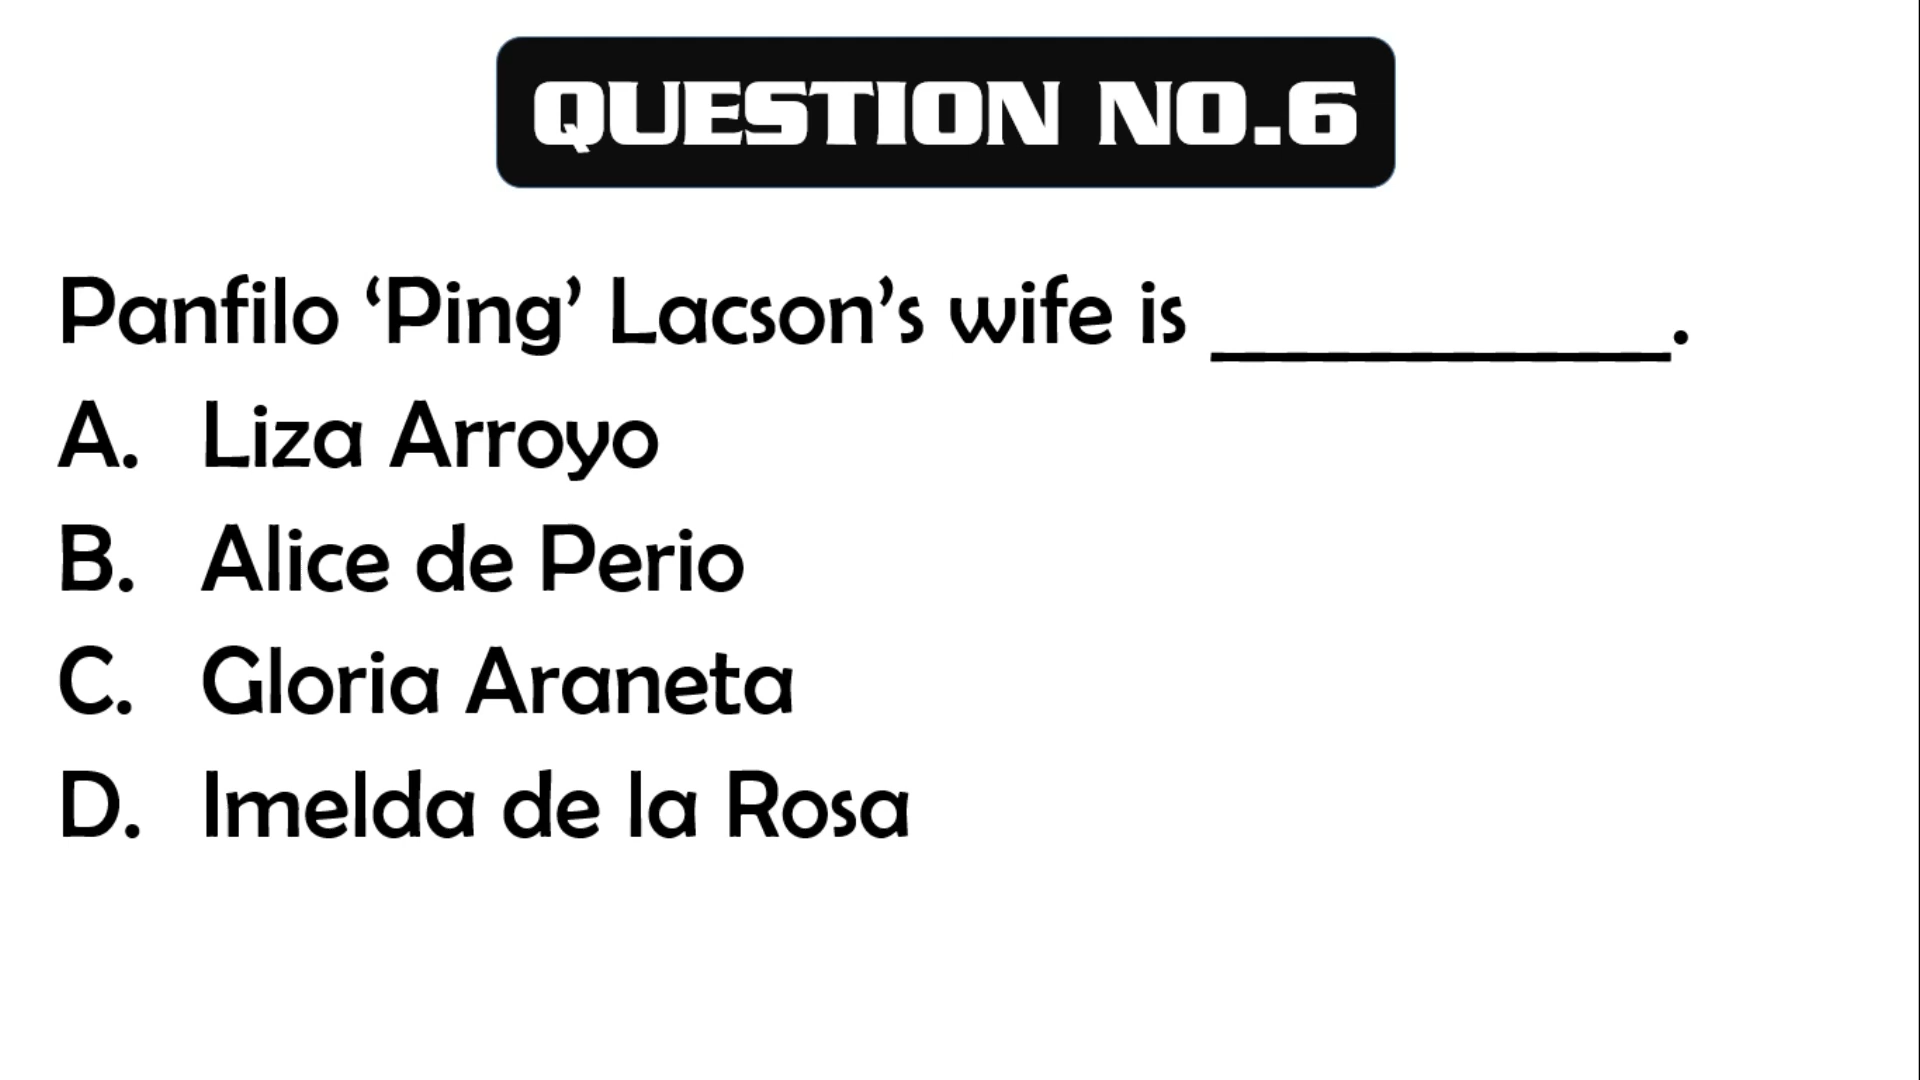 QUESTION NO.6
Panfilo ‘Ping’ Lacson’s wife is ___________.
A. Liza Arroyo
B. Alice de Perio
C. Gloria Araneta
D. Imelda de la Rosa